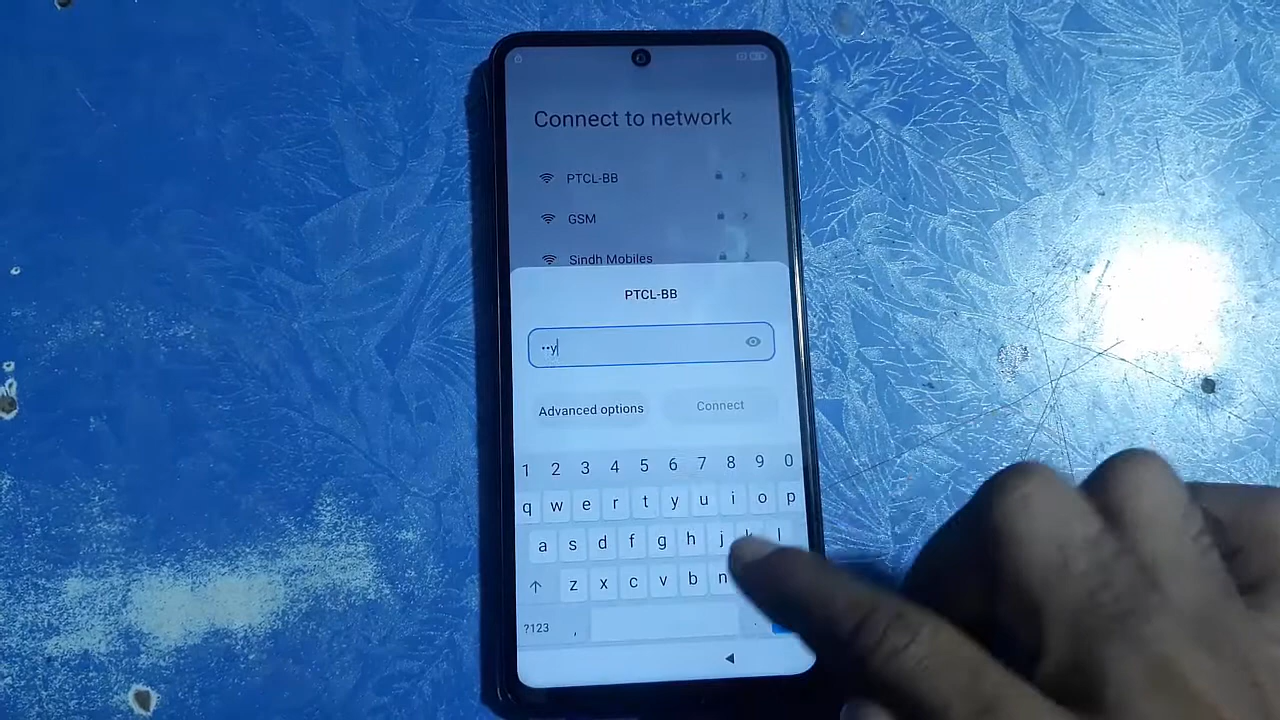 Connect to network
PTCL-BB
GSM
Sindh Mobiles
PTCL-BB
••y
Advanced options
Connect
1 2 3 4 5 6 7 8 9 0
q w e r t y u i o p
a s d f g h j k l
z x c v b n
?123 , .